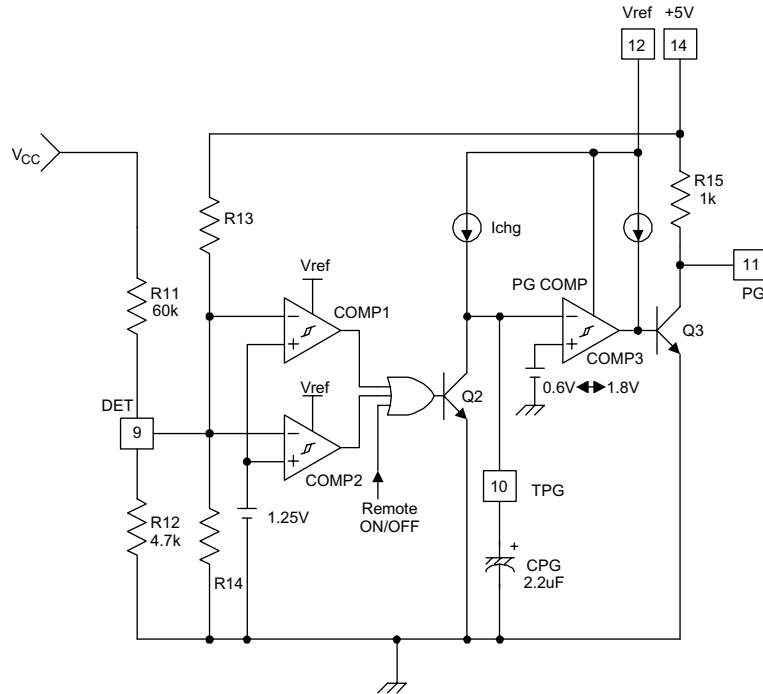 Vref +5V
12 14
VCC
R13
R15
1k
Ichg
Vref
PG COMP
11
PG
R11
60k
COMP1
Q3
COMP3
Vref
0.6V 1.8V
DET
9
Q2
COMP2
10 TPG
Remote
ON/OFF
R12
4.7k
1.25V
R14
+
CPG
2.2uF